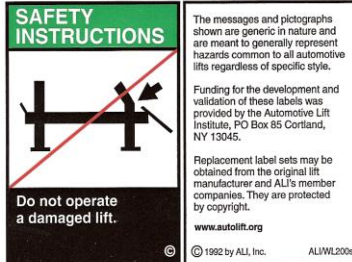 SAFETY
INSTRUCTIONS
Do not operate
a damaged lift.
©
The messages and pictographs
shown are generic in nature and
are meant to generally represent
hazards common to all automotive
lifts regardless of specific style.
Funding for the development and
validation of these labels was
provided by the Automotive Lift
Institute, PO Box 85 Cortland,
NY 13045.
Replacement label sets may be
obtained from the original lift
manufacturer and ALI's member
companies. They are protected
by copyright.
www.autolift.org
© 1992 by ALI, Inc. ALI/WL200s